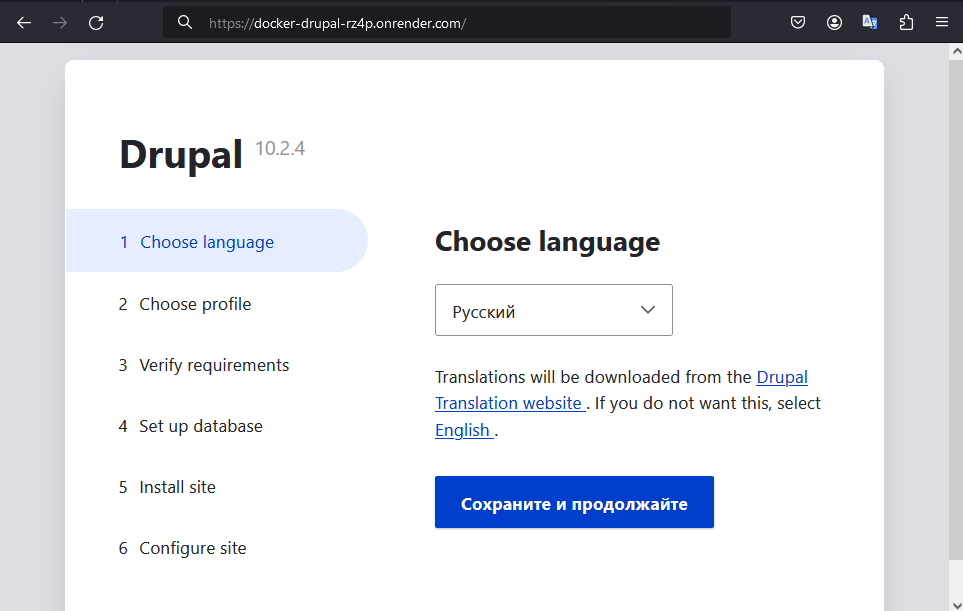 https://docker-drupal-rz4p.onrender.com/
Drupal 10.2.4
1 Choose language
2 Choose profile
3 Verify requirements
4 Set up database
5 Install site
6 Configure site
Choose language
Русский
Translations will be downloaded from the Drupal
Translation website . If you do not want this, select
English .
Сохраните и продолжайте